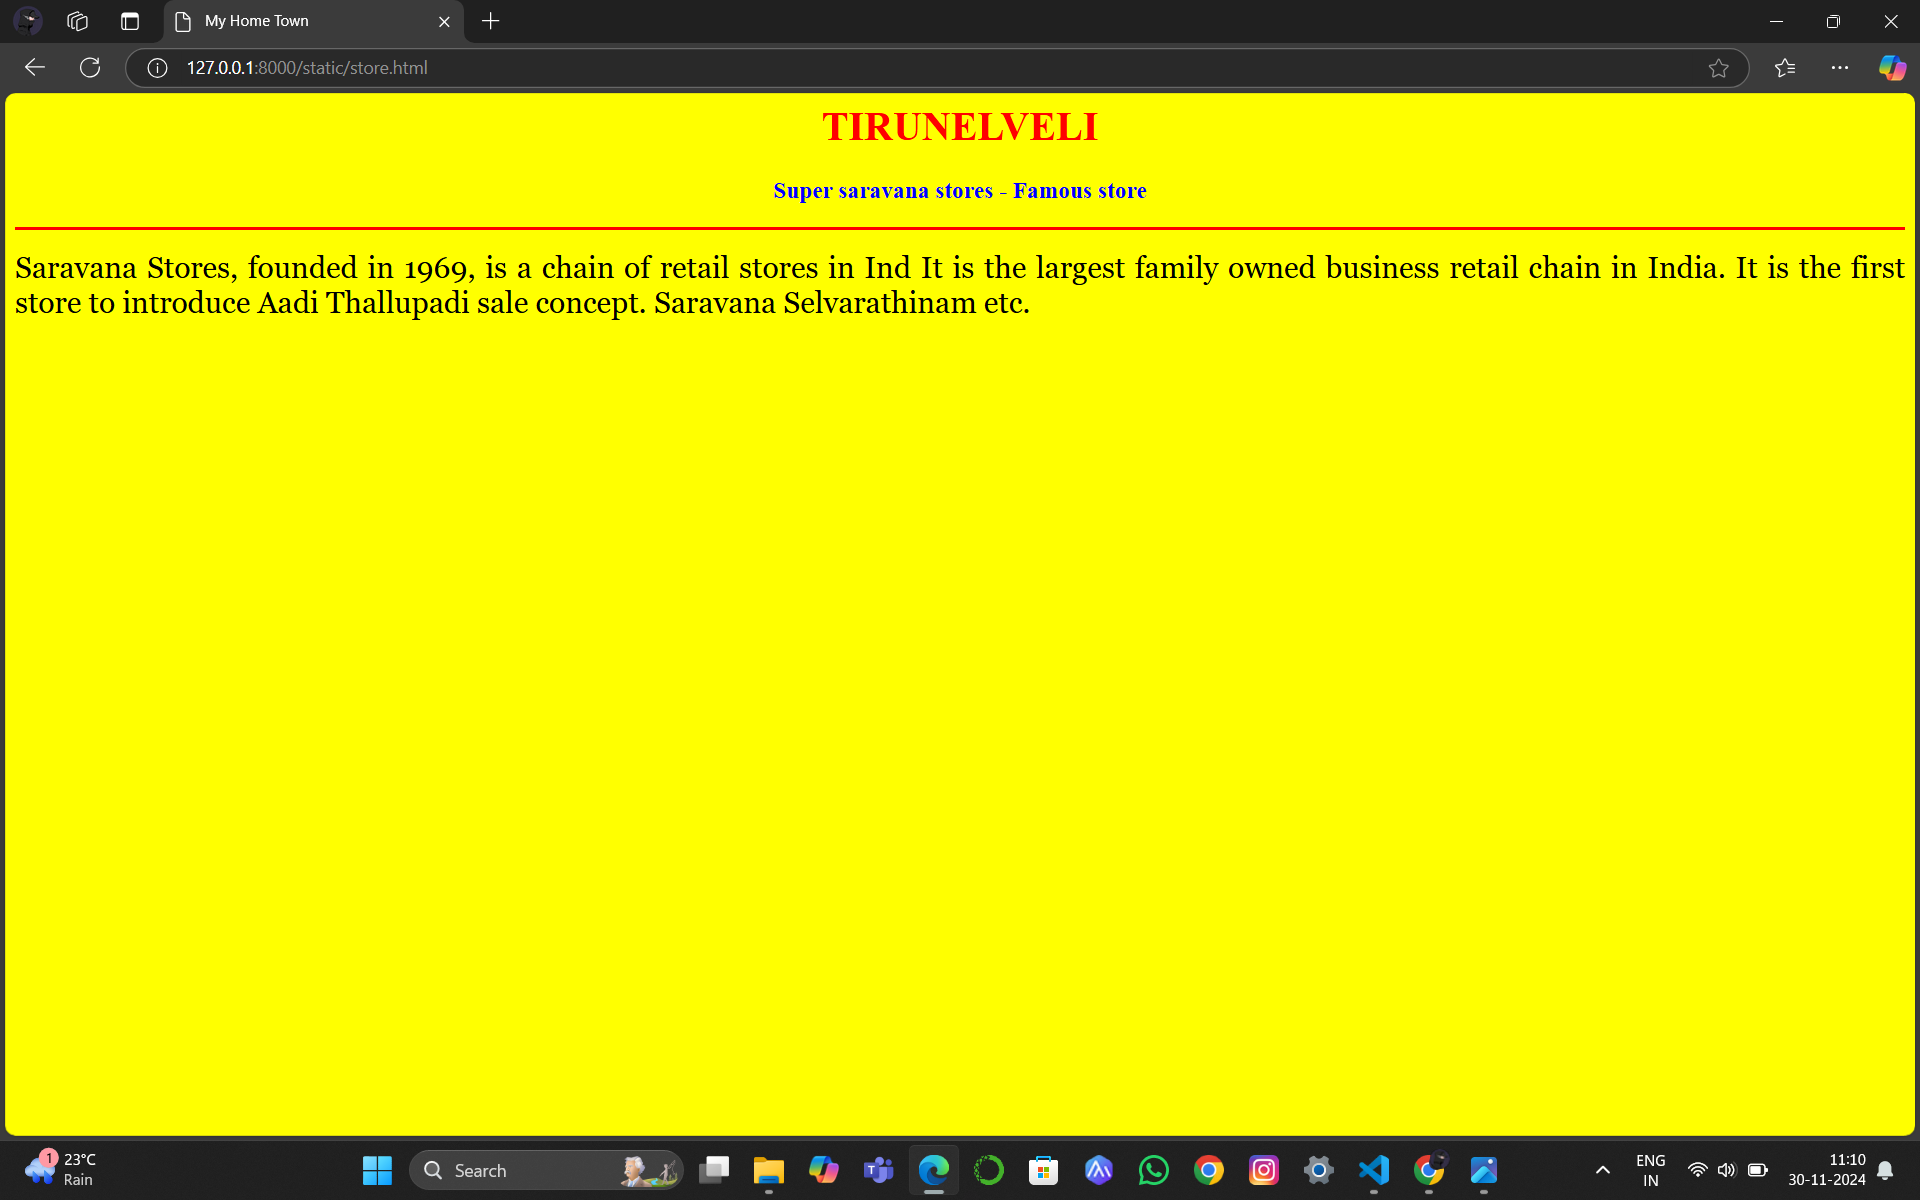 My Home Town
127.0.0.1:8000/static/store.html
TIRUNELVELI
Super saravana stores - Famous store
Saravana Stores, founded in 1969, is a chain of retail stores in Ind It is the largest family owned business retail chain in India. It is the first
store to introduce Aadi Thallupadi sale concept. Saravana Selvarathinam etc.
1
23°C
Rain
Search
ENG
IN
11:10
30-11-2024